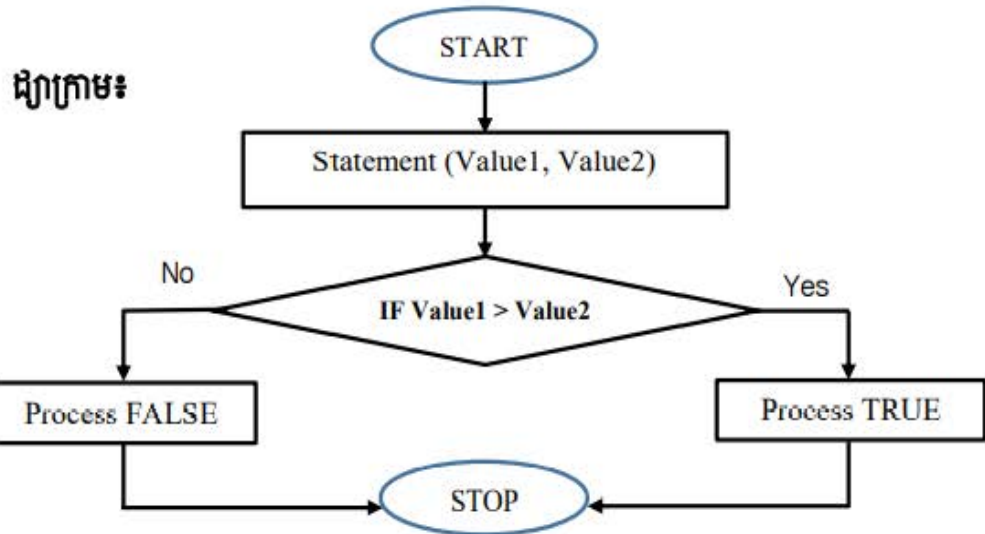 START
ដ្យាក្រាម៖
Statement (Value1, Value2)
No
Yes
IF Value1 > Value2
Process FALSE
Process TRUE
STOP